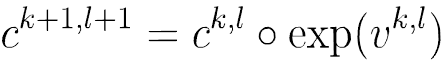 c^{k+1,l+1} = c^{k,l} ∘ exp(v^{k,l})